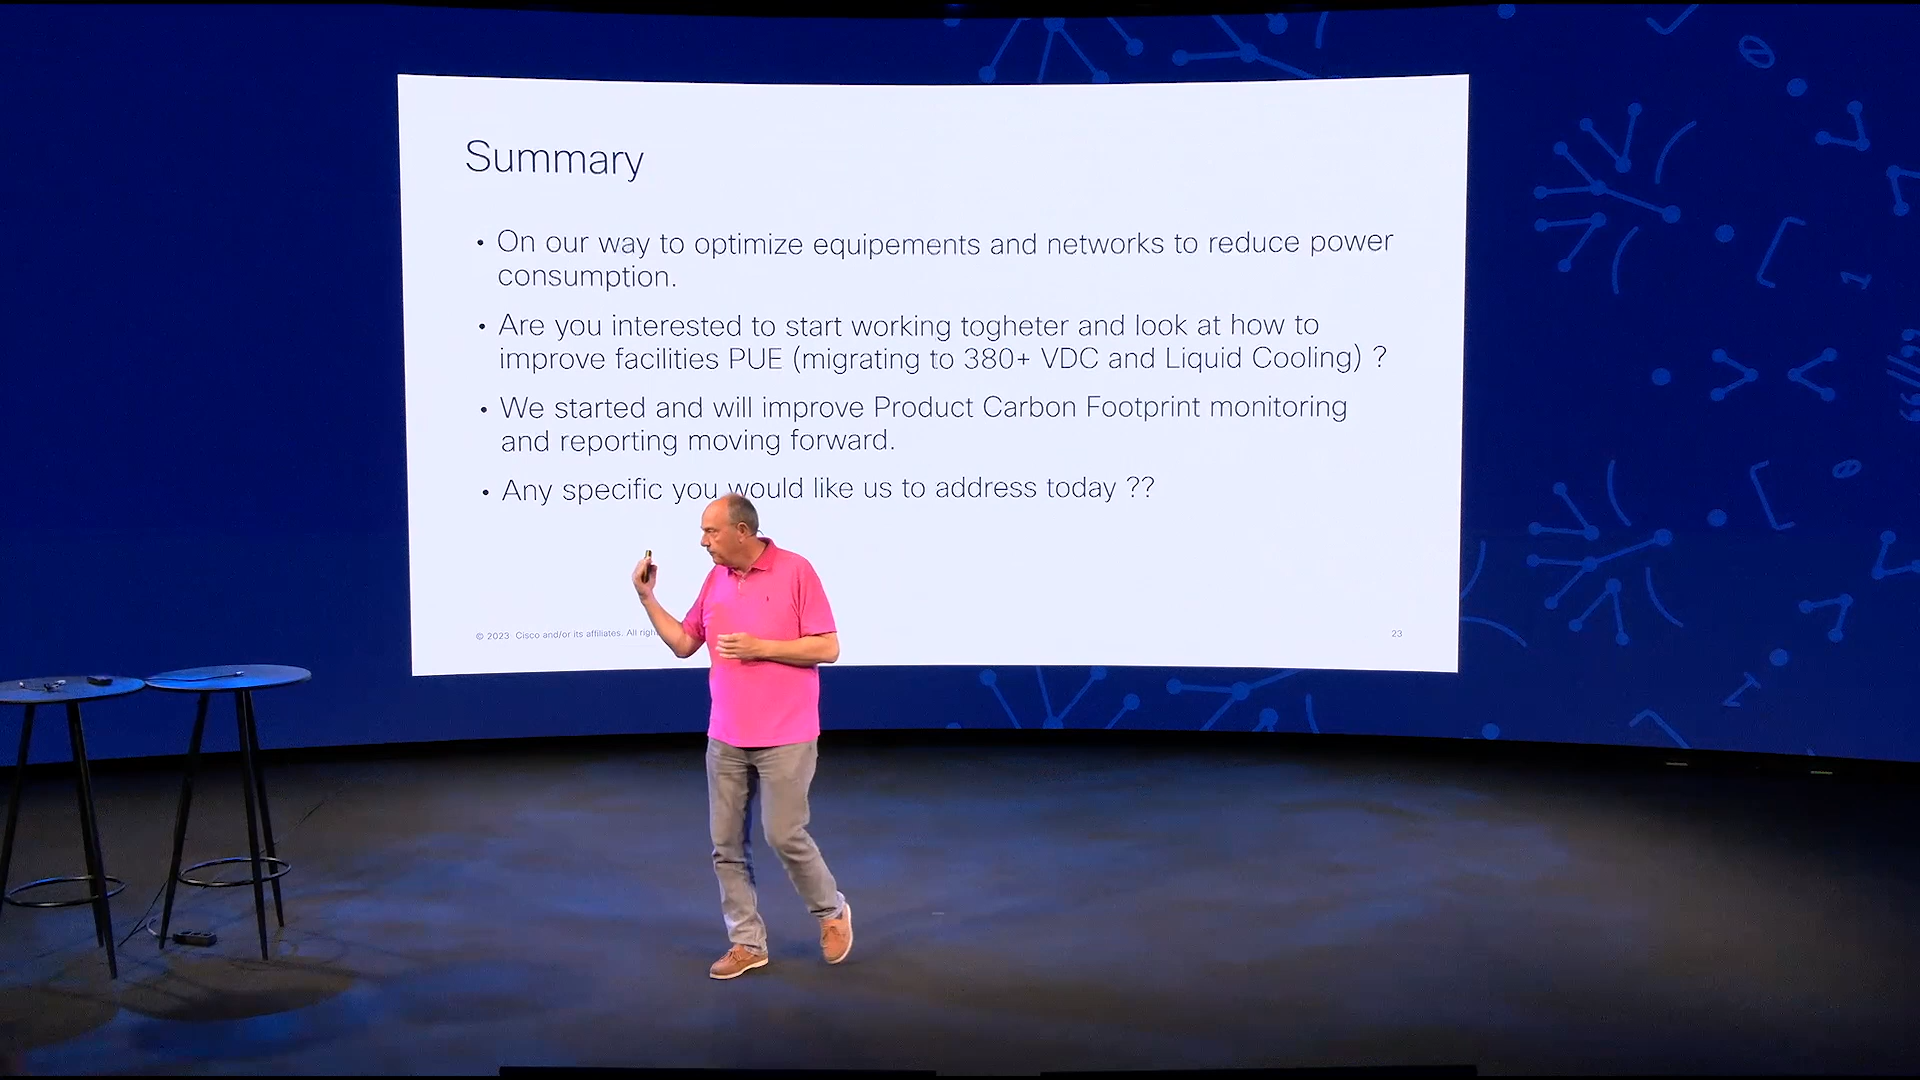 Summary
• On our way to optimize equipements and networks to reduce power
consumption.
• Are you interested to start working togheter and look at how to
improve facilities PUE (migrating to 380+ VDC and Liquid Cooling) ?
• We started and will improve Product Carbon Footprint monitoring
and reporting moving forward.
• Any specific you would like us to address today ??
© 2023 Cisco and/or its affiliates. All
23